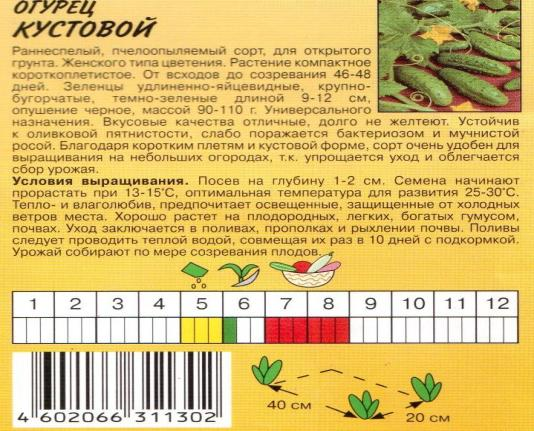 ОГУРЕЦ
КУСТОВОЙ
Раннеспелый, пчелоопыляемый сорт, для открытого
грунта. Женского типа цветения. Растение компактное
короткоплетистое. От всходов до созревания 46-48
дней. Зеленцы удлиненно-яйцевидные, крупно-
бугорчатые, темно-зеленые длиной 9-12 см,
опушение черное, массой 90-110 г. Универсального
назначения. Вкусовые качества отличные, долго не желтеют. Устойчив
к оливковой пятнистости, слабо поражается бактериозом и мучнистой
росой. Благодаря коротким плетям и кустовой форме, сорт очень удобен для
выращивания на небольших огородах, т.к. упрощается уход и облегчается
сбор урожая.
Условия выращивания. Посев на глубину 1-2 см. Семена начинают
прорастать при 13-15°С, оптимальная температура для развития 25-30°С.
Тепло- и влаголюбив, предпочитает освещенные, защищенные от холодных
ветров места. Хорошо растет на плодородных, легких, богатых гумусом,
почвах. Уход заключается в поливах, прополках и рыхлении почвы. Поливы
следует проводить теплой водой, совмещая их раз в 10 дней с подкормкой.
Урожай собирают по мере созревания плодов.
1 2 3 4 5 6 7 8 9 10 11 12
40 см
20 см
4 602066 311302